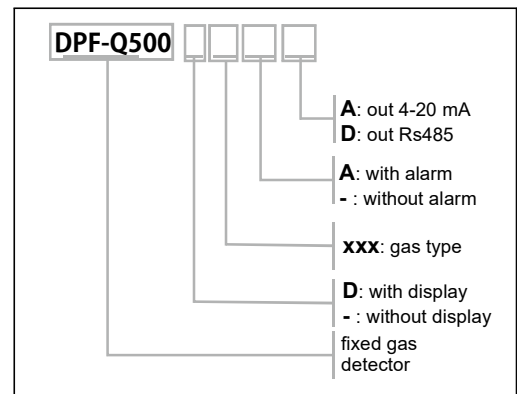 DPF-Q500
A: out 4-20 mA
D: out Rs485
A: with alarm
- : without alarm
xxx: gas type
D: with display
- : without display
fixed gas
detector